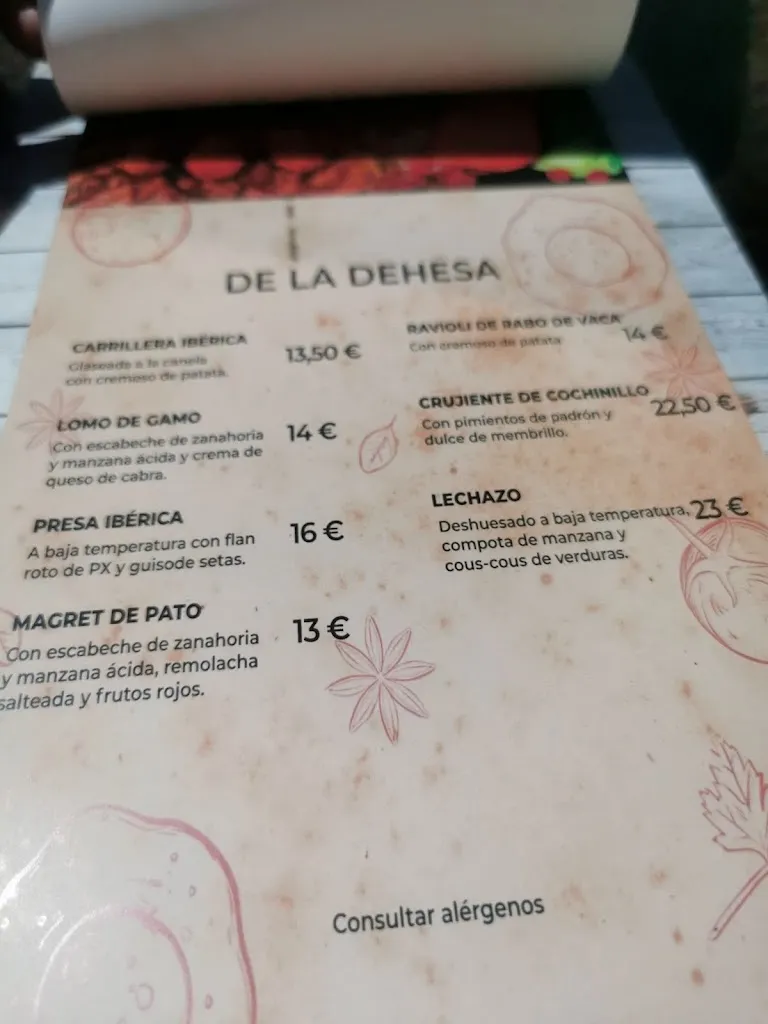 DE LA DEHESA
CARRILLERA IBÉRICA
13,50 €
Glaseada a la canela
con cremoso de patata.
LOMO DE GAMO
14 €
Con escabeche de zanahoria
y manzana ácida y crema de
queso de cabra.
PRESA IBÉRICA
16 €
A baja temperatura con flan
roto de PX y guisode setas.
MAGRET DE PATO
13 €
Con escabeche de zanahoria
y manzana ácida, remolacha
salteada y frutos rojos.
RAVIOLI DE RABO DE VACA
14 €
Con cremoso de patata
CRUJIENTE DE COCHINILLO
22,50 €
Con pimientos de padrón y
dulce de membrillo.
LECHAZO
23 €
Deshuesado a baja temperatura,
compota de manzana y
cous-cous de verduras.
Consultar alérgenos